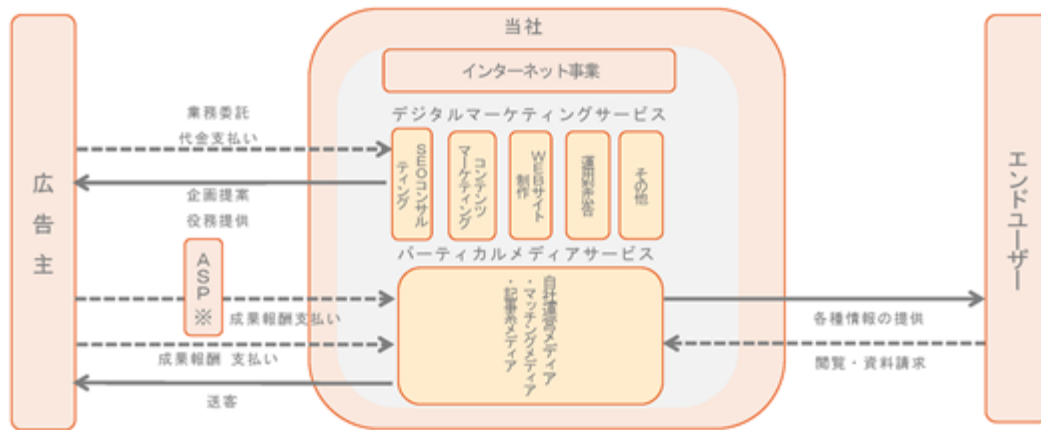 当社
インターネット事業
デジタルマーケティングサービス
業務委託
代金支払い
広告主
企画提案
役務提供
SEOコンサル
ティング
コンテンツ
マーケティング
WEBサイト
制作
運用型広告
その他
バーティカルメディアサービス
ASP※
成果報酬支払い
成果報酬 支払い
送客
自社運営メディア
・マッチングメディア
・記事系メディア
各種情報の提供
閲覧・資料請求
エンドユーザー